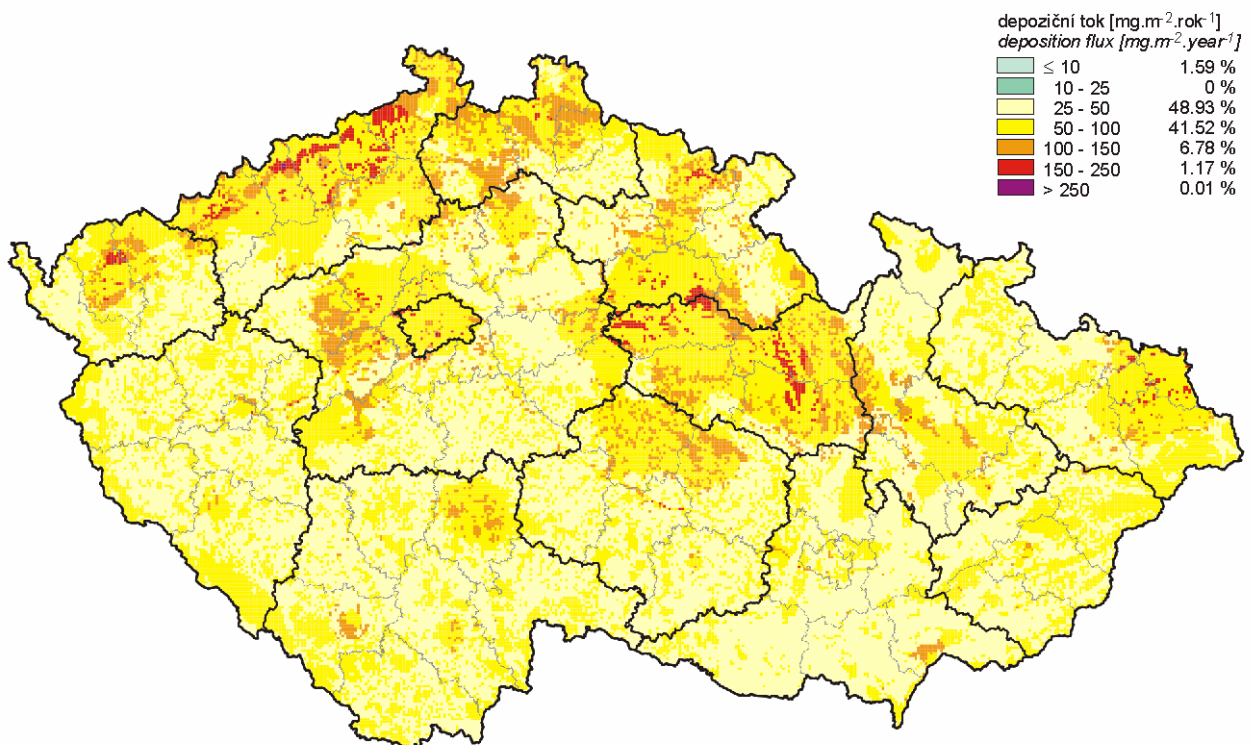 depoziční tok [mg.m⁻².rok⁻¹]
deposition flux [mg.m⁻².year⁻¹]
≤ 10 1.59 %
10 - 25 0 %
25 - 50 48.93 %
50 - 100 41.52 %
100 - 150 6.78 %
150 - 250 1.17 %
> 250 0.01 %